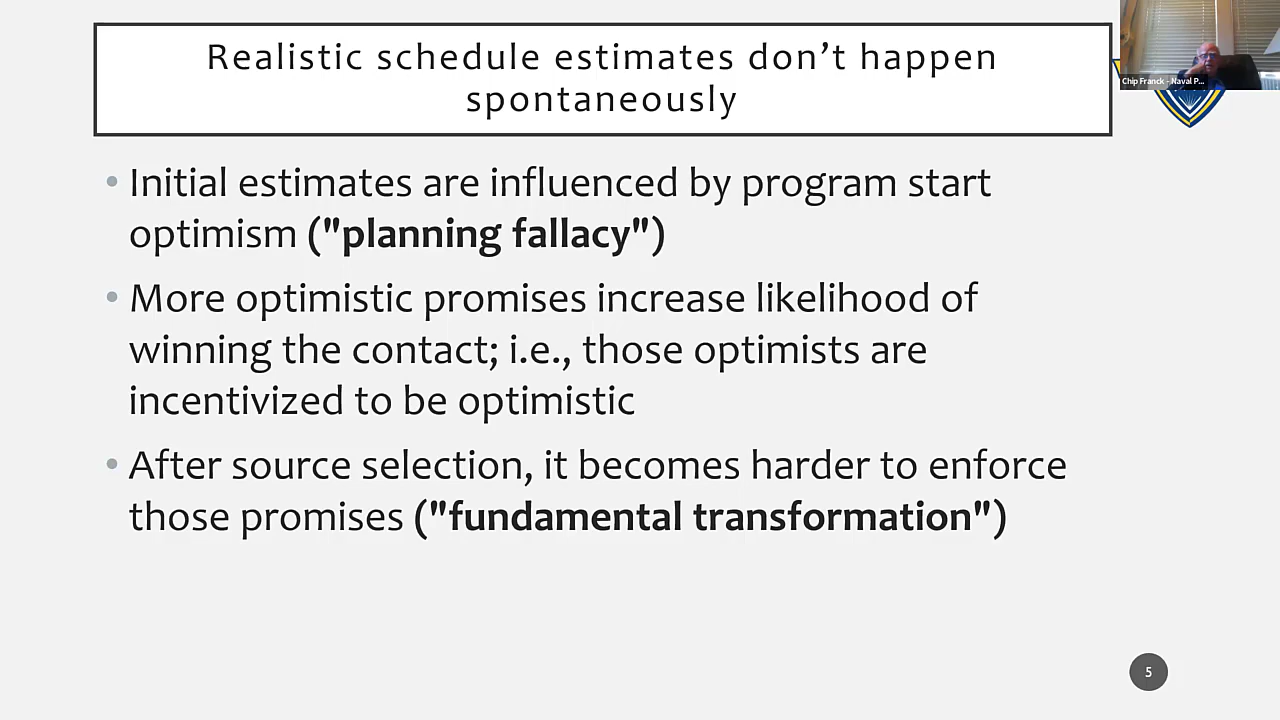 Realistic schedule estimates don’t happen
spontaneously
Chip Franck - Naval P...
• Initial estimates are influenced by program start
optimism ("planning fallacy")
• More optimistic promises increase likelihood of
winning the contact; i.e., those optimists are
incentivized to be optimistic
• After source selection, it becomes harder to enforce
those promises ("fundamental transformation")
5